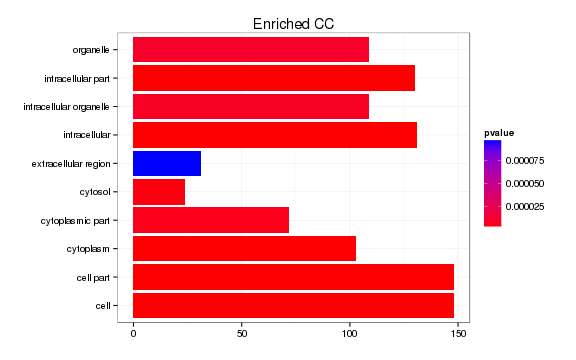 Enriched CC
organelle
intracellular part
intracellular organelle
intracellular
extracellular region
cytosol
cytoplasmic part
cytoplasm
cell part
cell
0 50 100 150
pvalue
0.000075
0.000050
0.000025